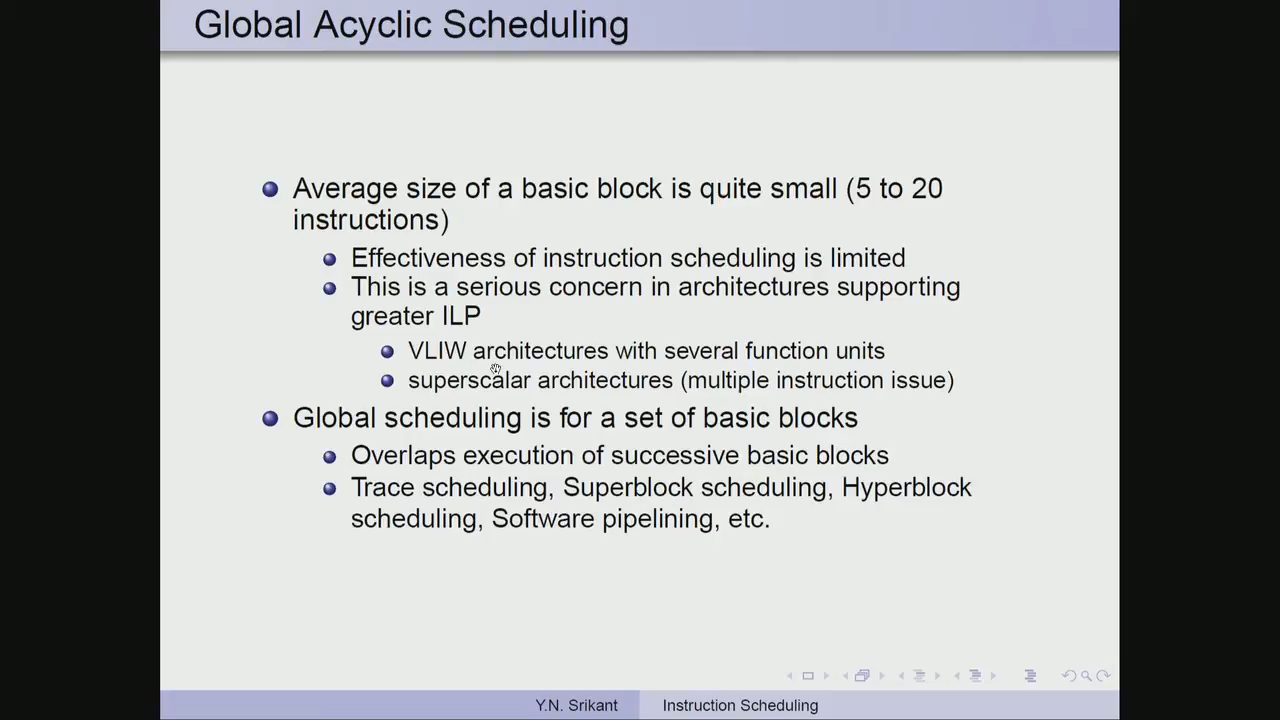 Global Acyclic Scheduling
Average size of a basic block is quite small (5 to 20
instructions)
Effectiveness of instruction scheduling is limited
This is a serious concern in architectures supporting
greater ILP
VLIW architectures with several function units
superscalar architectures (multiple instruction issue)
Global scheduling is for a set of basic blocks
Overlaps execution of successive basic blocks
Trace scheduling, Superblock scheduling, Hyperblock
scheduling, Software pipelining, etc.
Y.N. Srikant
Instruction Scheduling